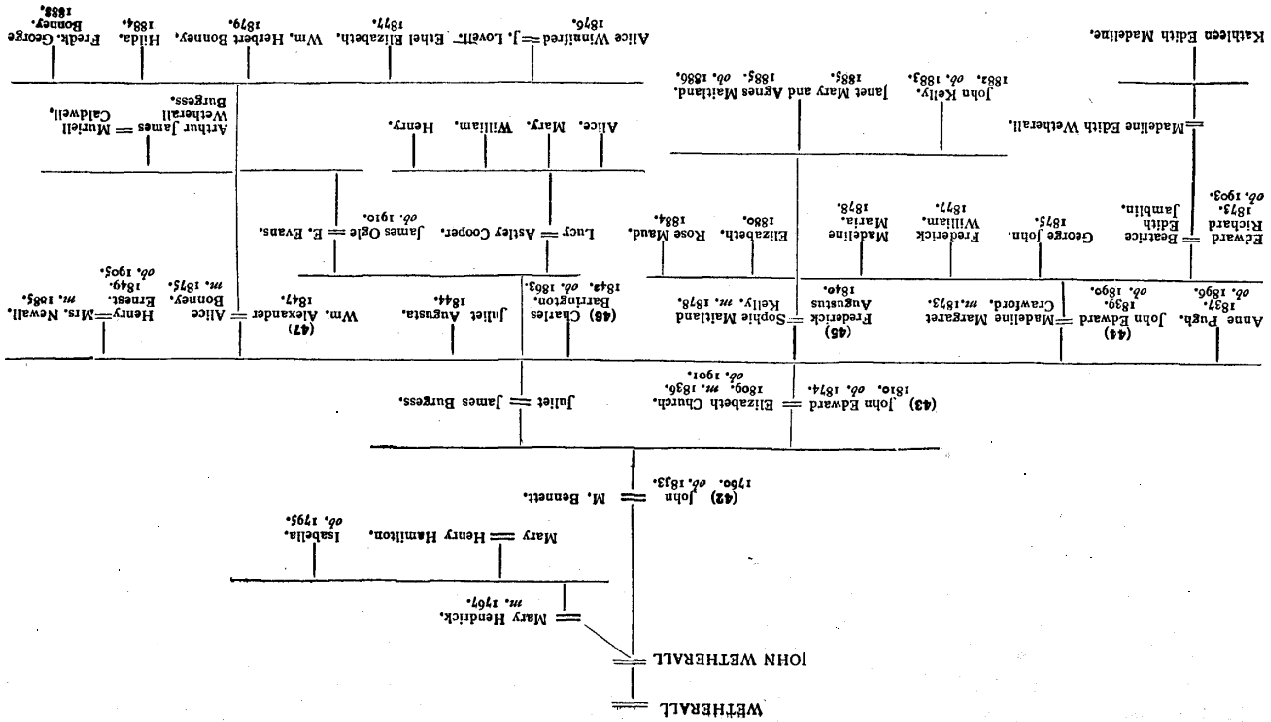 WETHERALL
JOHN WETHERALL
Mary Hendrick,
m. 1767.
Mary = Henry Hamilton.
Isabella.
ob. 1795.
(42) John = M. Bennett.
1760. ob. 1833.
(43) John Edward = Elizabeth Church.
1810, ob. 1874. 1809. m. 1836,
ob. 1901.
Juliet = James Burgess.
Anne Pugh.
1837.
ob. 1896.
(44)
John Edward = Madeline Margaret
1839. Crawford, m. 1873.
ob. 1890.
(45)
Frederick = Sophie Maitland
Augustus Kelly, m. 1878.
1840.
(46) Charles
Barrington.
1842, ob. 1863.
Juliet Augusta.
1844.
(47)
Wm. Alexander = Alice
1847. Bonney.
m. 1875.
Henry = Mrs. Newall,
Ernest. m. 1885.
1849.
ob. 1905.
Edward = Beatrice
Richard Edith
1873. Jamblin.
ob 1903.
George John.
1875.
Frederick
William.
1877.
Madeline
Maria.
1878.
Elizabeth.
1880.
Rose Maud.
1884.
Lucy = Astley Cooper.
James Ogle = E. Evans.
ob. 1910.
Madeline Edith Wetherall.
John Kelly.
1882, ob. 1883.
Janet Mary and Agnes Maitland.
1885. 1885. ob. 1886.
Alice. Mary. William. Henry.
Arthur James = Muriell
Wetherall Caldwell.
Burgess.
Kathleen Edith Madeline.
Alice Winnifred = J. Lovell.
1876.
Ethel Elizabeth.
1877.
Wm. Herbert Bonney.
1879.
Hilda.
1884.
Fredk. George
Bonney.
1888.